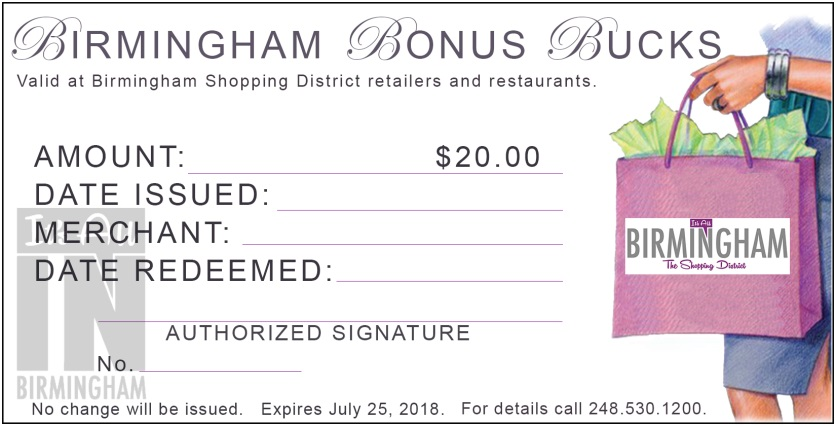 BIRMINGHAM BONUS BUCKS
Valid at Birmingham Shopping District retailers and restaurants.
AMOUNT: $20.00
DATE ISSUED:
MERCHANT:
DATE REDEEMED:
AUTHORIZED SIGNATURE
No.
It's All
IN
BIRMINGHAM
It's All
BIRMINGHAM
The Shopping District
No change will be issued. Expires July 25, 2018. For details call 248.530.1200.